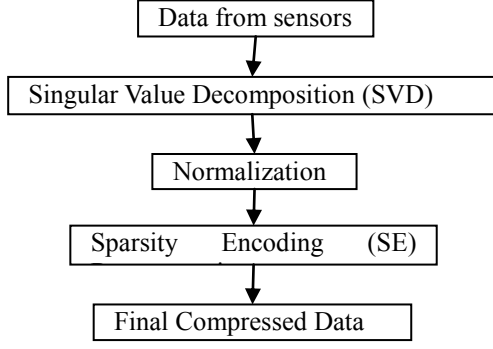 Data from sensors
Singular Value Decomposition (SVD)
Normalization
Sparsity Encoding (SE)
Final Compressed Data